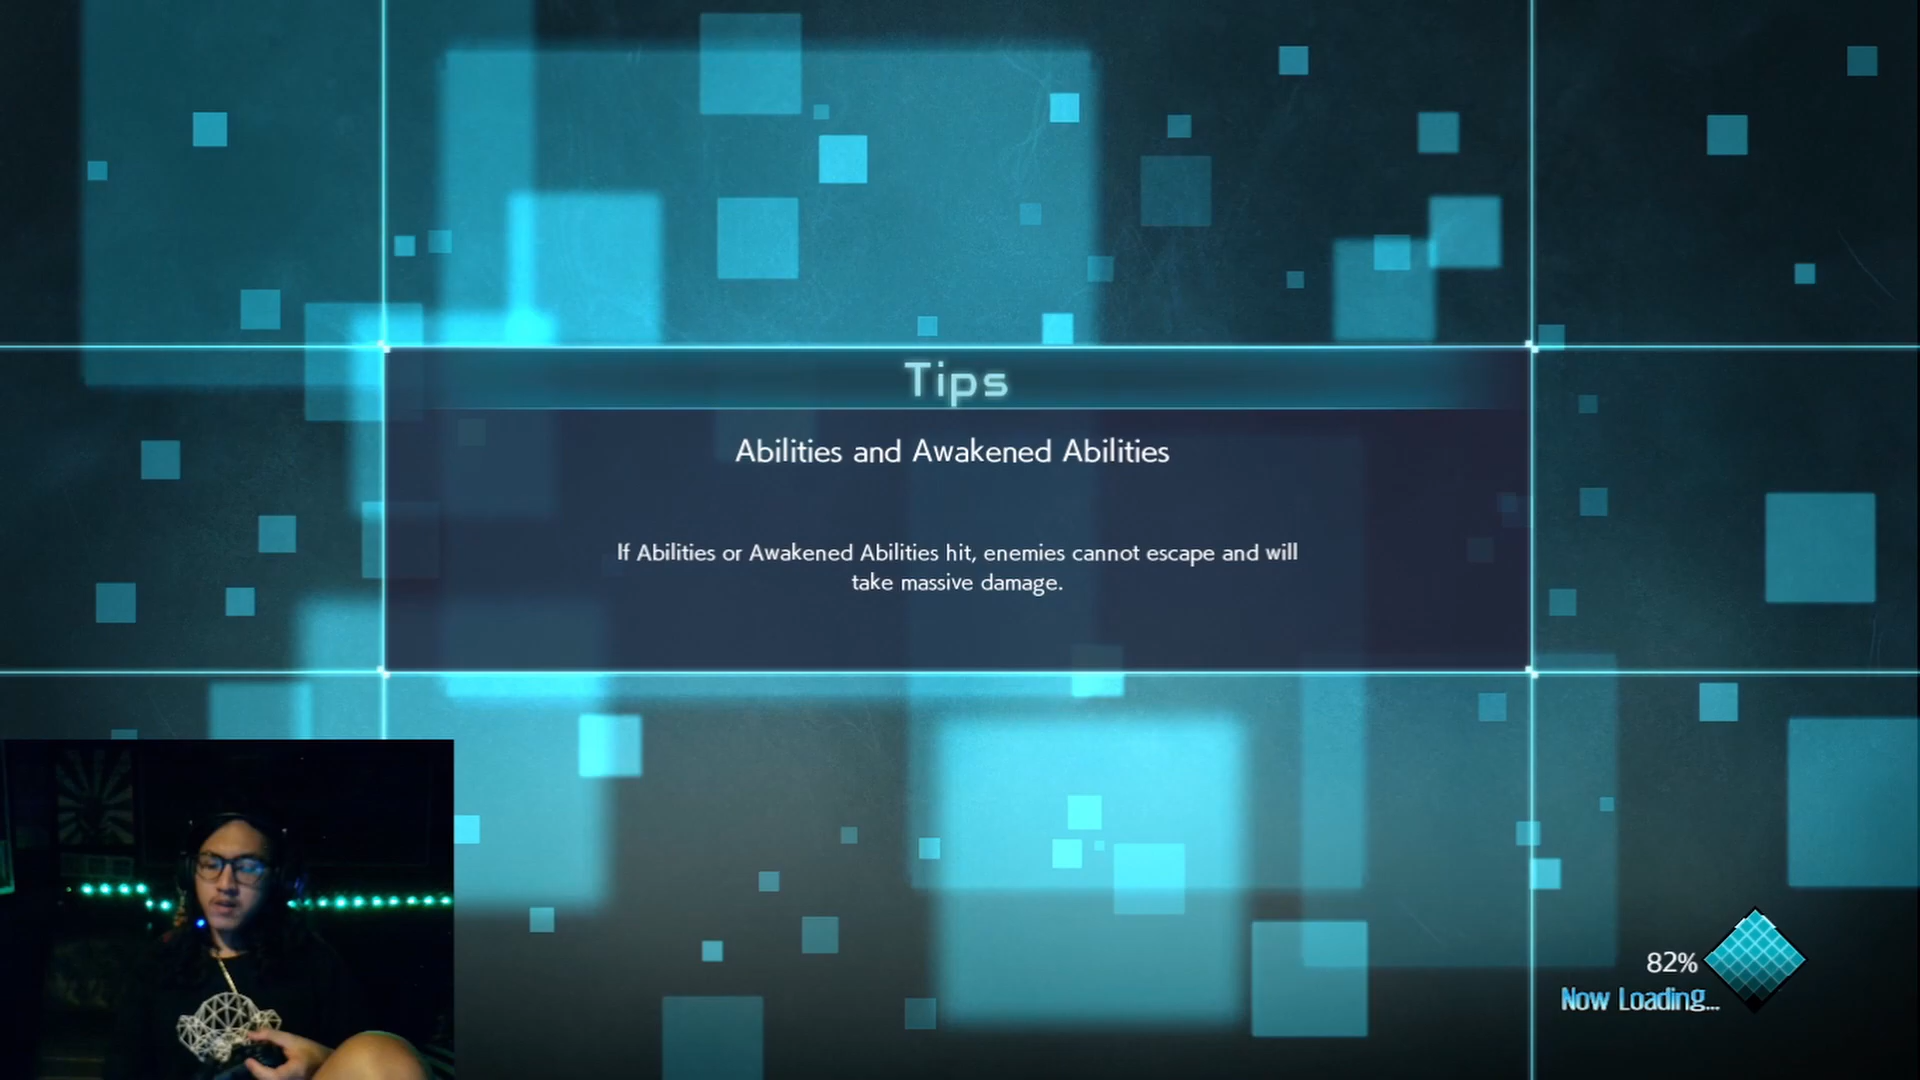 Tips
Abilities and Awakened Abilities
If Abilities or Awakened Abilities hit, enemies cannot escape and will
take massive damage.
82%
Now Loading...